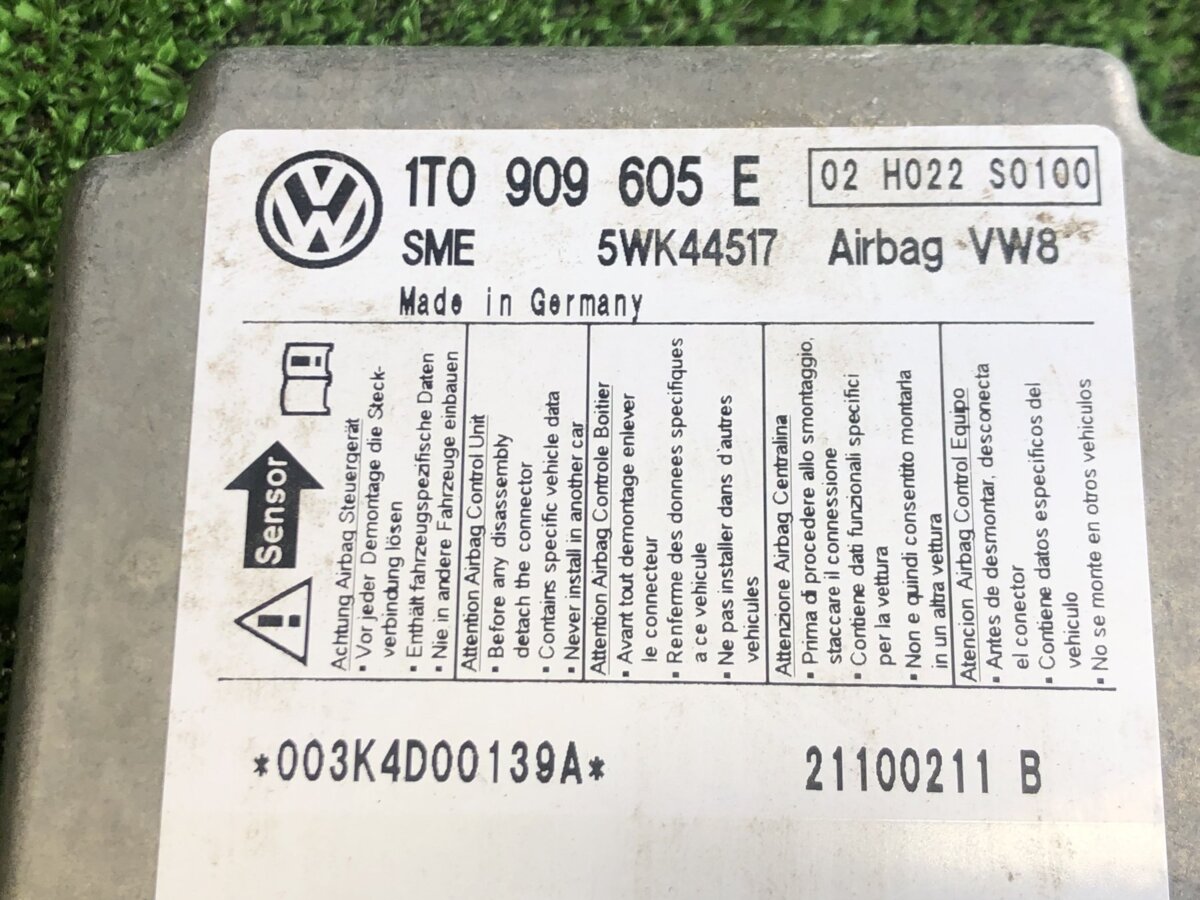 1T0 909 605 E
02 H022 S0100
SME 5WK44517 Airbag VW8
Made in Germany
Sensor
Achtung Airbag Steuergerät
• Vor jeder Demontage die Steck-
verbindung lösen
• Enthält fahrzeugspezifische Daten
• Nie in andere Fahrzeuge einbauen
Attention Airbag Control Unit
• Before any disassembly
detach the connector
• Contains specific vehicle data
• Never install in another car
Attention Airbag Controle Boitier
• Avant tout demontage enlever
le connecteur
• Renferme des donnees specifiques
a ce vehicule
• Ne pas installer dans d'autres
vehicules
Attenzione Airbag Centralina
• Prima di procedere allo smontaggio,
staccare il connessione
• Contiene dati funzionali specifici
per la vettura
• Non e quindi consentito montaria
in un altra vettura
Atencion Airbag Control Equipo
• Antes de desmontar, desconecta
el conector
• Contiene datos especificos del
vehiculo
• No se monte en otros vehiculos
*003K4D00139A*
21100211 B